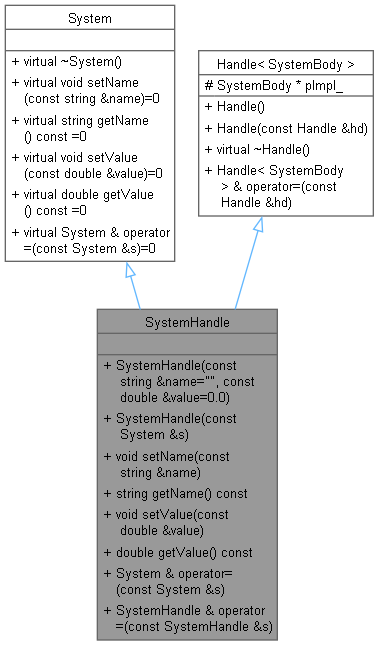 System
+ virtual ~System()
+ virtual void setName
(const string &name)=0
+ virtual string getName
() const =0
+ virtual void setValue
(const double &value)=0
+ virtual double getValue
() const =0
+ virtual System & operator
=(const System &s)=0
Handle< SystemBody >
# SystemBody * pImpl_
+ Handle()
+ Handle(const Handle &hd)
+ virtual ~Handle()
+ Handle< SystemBody
> & operator=(const
Handle &hd)
SystemHandle
+ SystemHandle(const
string &name="", const
double &value=0.0)
+ SystemHandle(const
System &s)
+ void setName(const
string &name)
+ string getName() const
+ void setValue(const
double &value)
+ double getValue() const
+ System & operator=
(const System &s)
+ SystemHandle & operator
=(const SystemHandle &s)